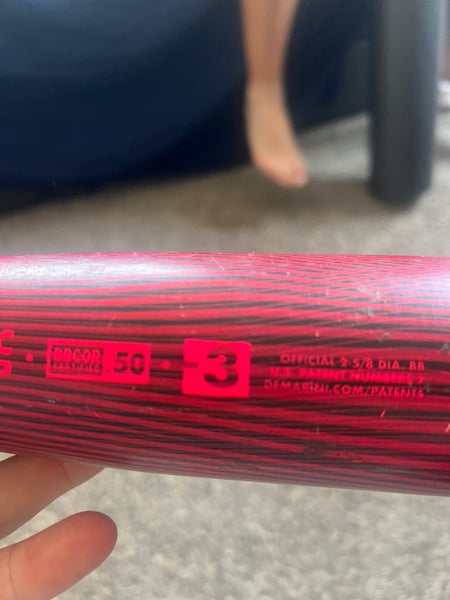 BBCOR .50
CERTIFIED
-3
OFFICIAL 2 5/8 DIA. BB
U.S. PATENT NUMBERS
DEMARINI.COM/PATENTS